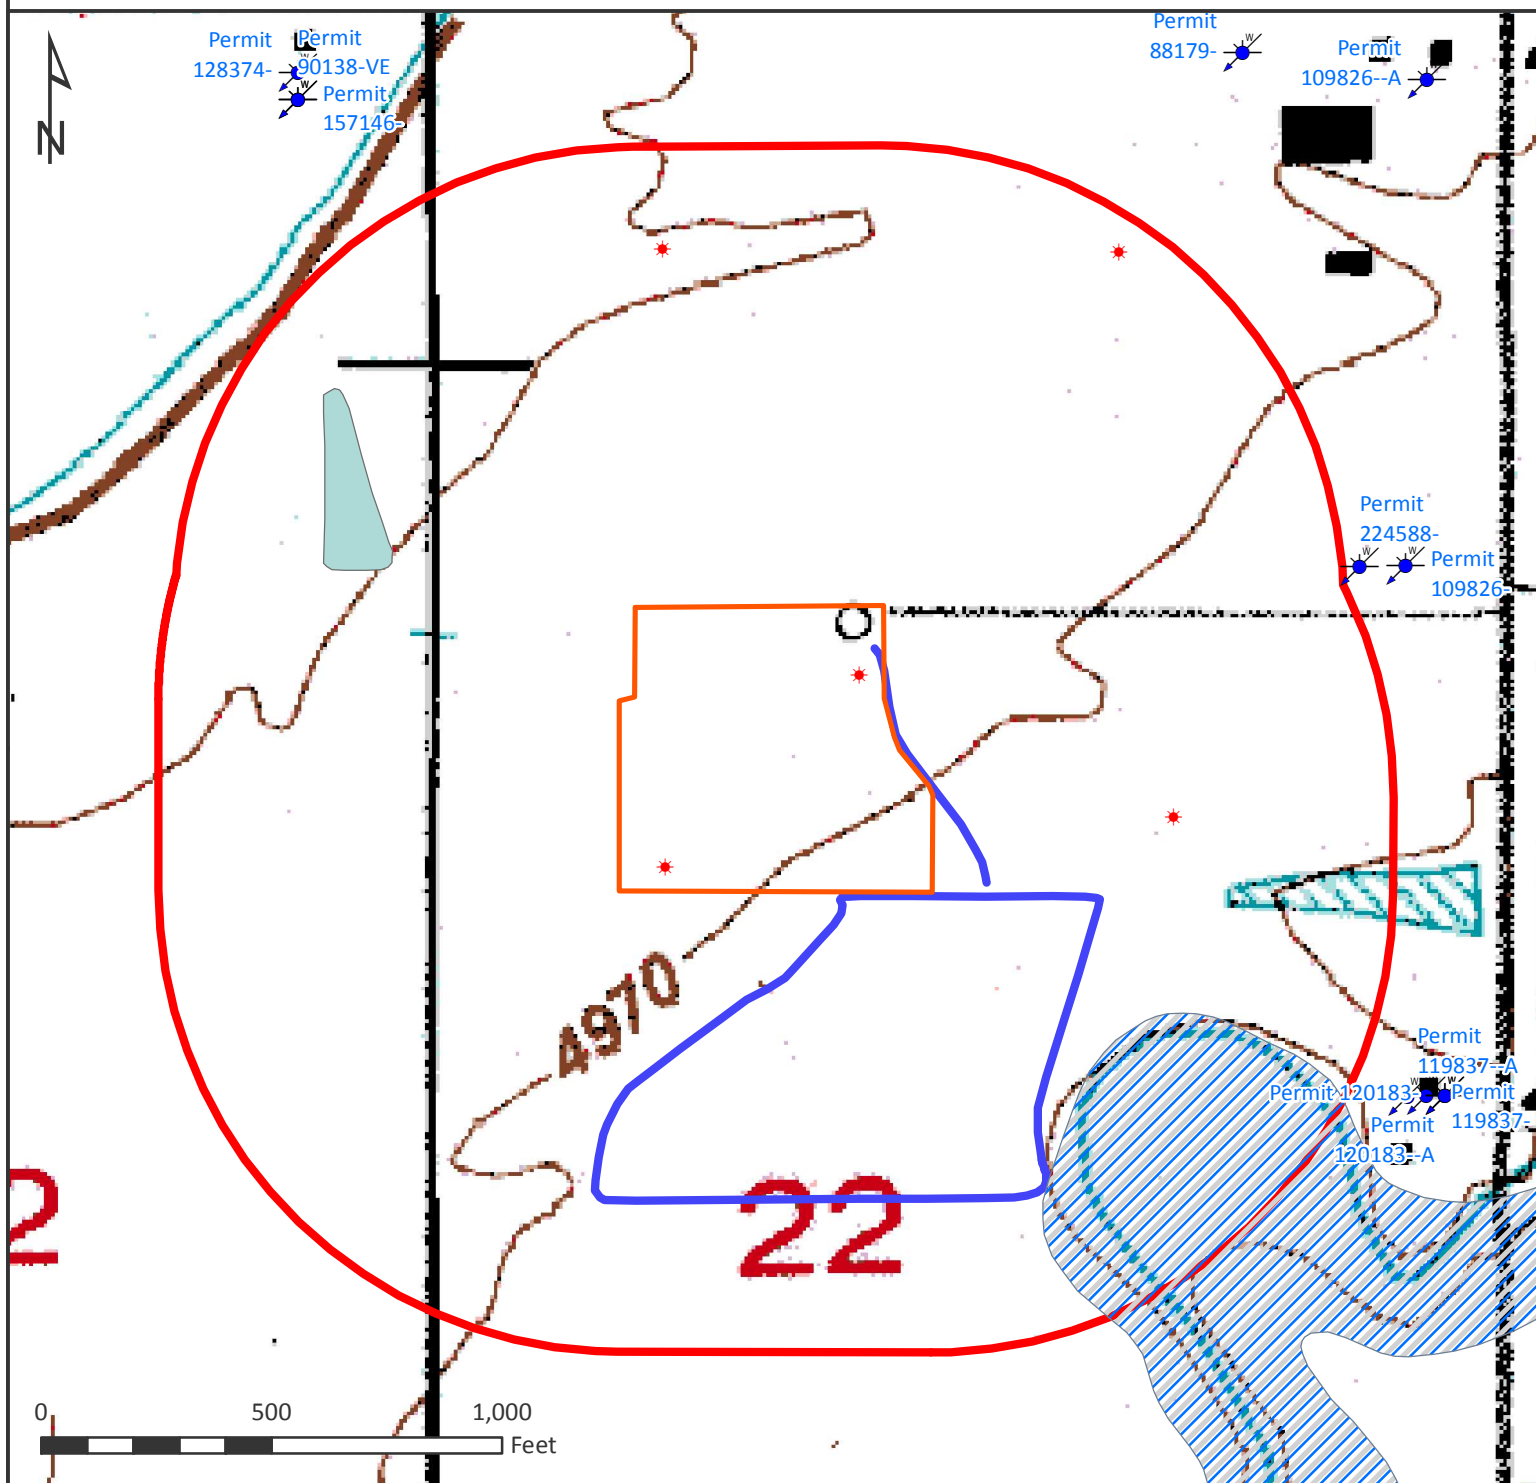 Permit
128374-
Permit
90138-VE
Permit
157146-
Permit
88179-
Permit
109826--A
W
W
W
N
Permit
224588-
W
W
Permit
109826-
4970
Permit
119837--A
W
W
Permit 120183-
Permit
119837-
Permit
120183--A
2
22
0 500 1,000
Feet